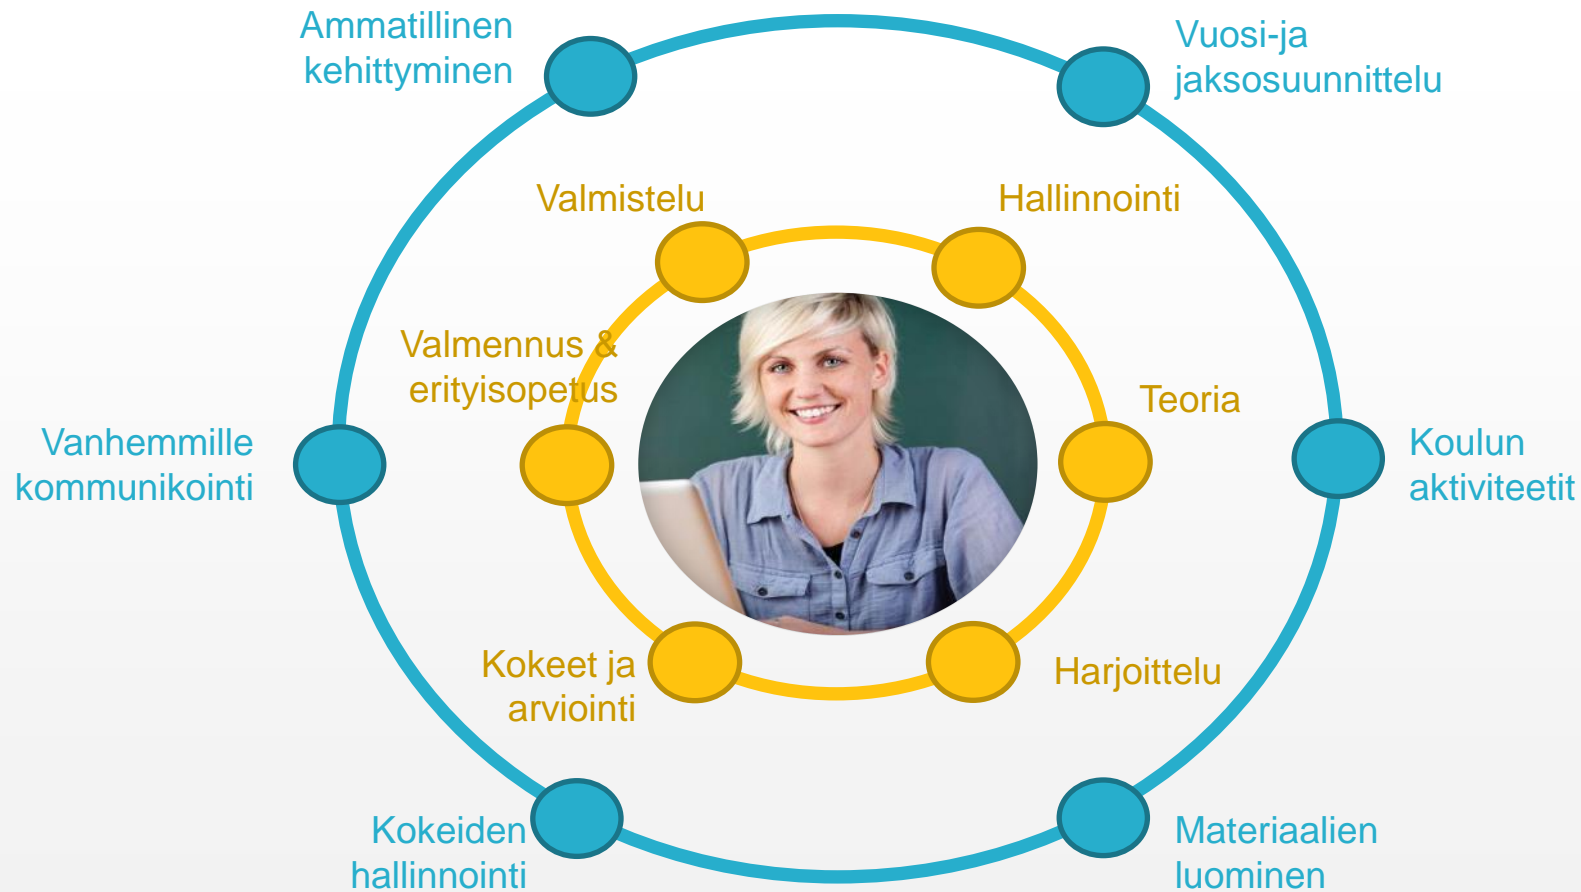 Ammatillinen
kehittyminen
Vuosi-ja
jaksosuunnittelu
Valmistelu
Hallinnointi
Valmennus &
erityisopetus
Teoria
Vanhemmille
kommunikointi
Koulun
aktiviteetit
Kokeet ja
arviointi
Harjoittelu
Kokeiden
hallinnointi
Materiaalien
luominen